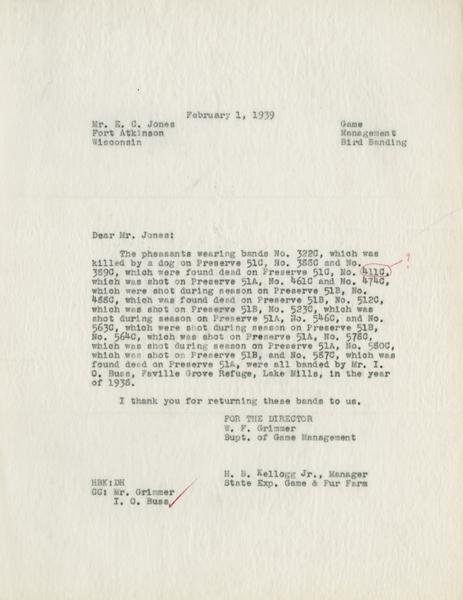 February 1, 1939
Mr. E. C. Jones
Fort Atkinson
Wisconsin
Game
Management
Bird Banding
Dear Mr. Jones:
The pheasants wearing bands No. 322C, which was
killed by a dog on Preserve 51C, No. 388C and No.
389C, which were found dead on Preserve 51C, No. 411C, ?
which was shot on Preserve 51A, No. 461C and No. 474C,
which were shot during season on Preserve 51B, No.
488C, which was found dead on Preserve 51B, No. 512C,
which was shot on Preserve 51B, No. 523C, which was
shot during season on Preserve 51A, No. 546C, and No.
563C, which were shot during season on Preserve 51B,
No. 564C, which was shot on Preserve 51A, No. 578C,
which was shot during season on Preserve 51A, No. 580C,
which was shot on Preserve 51B, and No. 587C, which was
found dead on Preserve 51A, were all banded by Mr. I.
O. Buss, Faville Grove Refuge, Lake Mills, in the year
of 1938.
I thank you for returning these bands to us.
FOR THE DIRECTOR
W. F. Grimmer
Supt. of Game Management
H. B. Kellogg Jr., Manager
State Exp. Game & Fur Farm
HBK:DH
CC: Mr. Grimmer
I. O. Buss